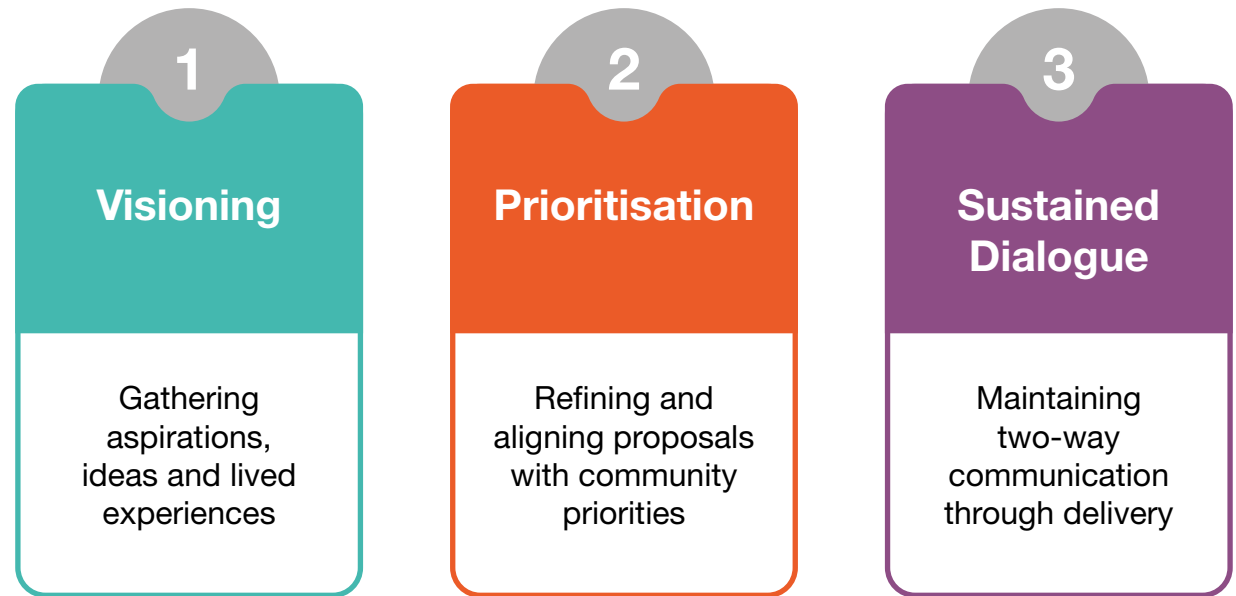 1
Visioning
Gathering
aspirations,
ideas and lived
experiences
2
Prioritisation
Refining and
aligning proposals
with community
priorities
3
Sustained
Dialogue
Maintaining
two-way
communication
through delivery